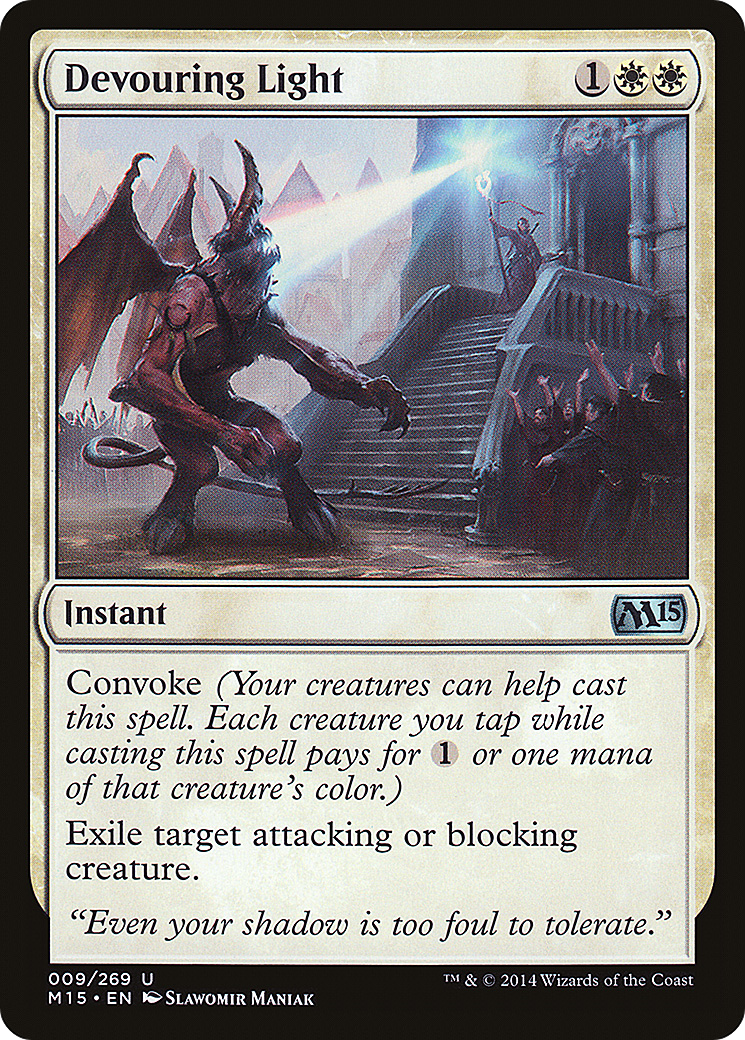 Devouring Light 1
Instant M15
Convoke (Your creatures can help cast
this spell. Each creature you tap while
casting this spell pays for 1 or one mana
of that creature's color.)
Exile target attacking or blocking
creature.
"Even your shadow is too foul to tolerate."
009/269 U
M15 • EN SLAWOMIR MANIAK
™ & © 2014 Wizards of the Coast